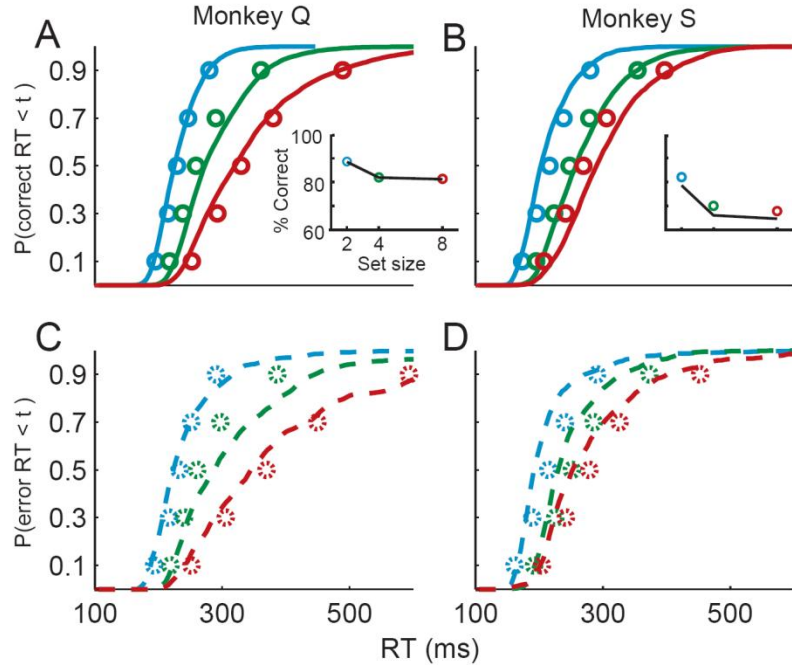 Monkey Q
Monkey S
A
B
P(correct RT < t)
0.9
0.7
0.5
0.3
0.1
% Correct
100
80
60
2
4
8
Set size
C
D
P(error RT < t)
0.9
0.7
0.5
0.3
0.1
100
300
500
100
300
500
RT (ms)